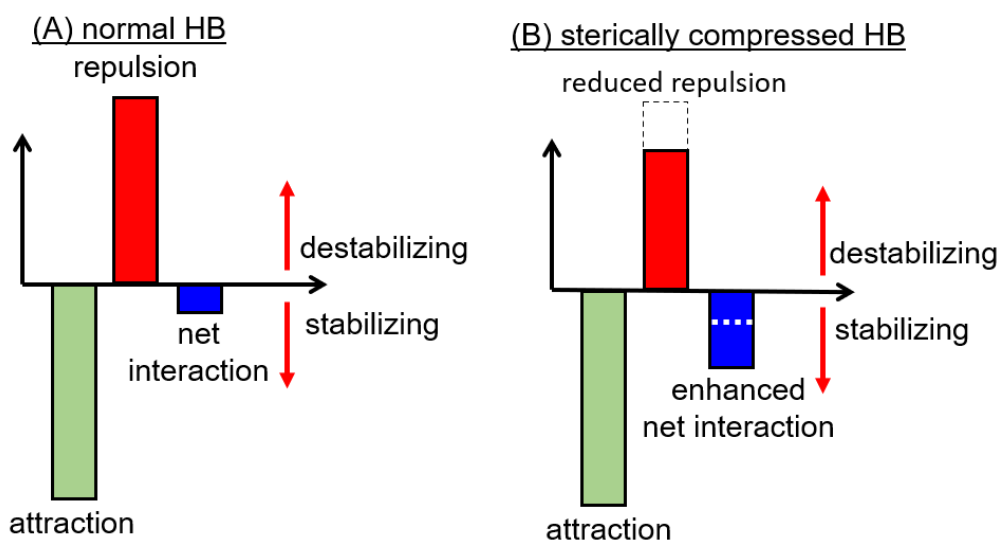 (A) normal HB
repulsion
destabilizing
stabilizing
net
interaction
attraction
(B) sterically compressed HB
reduced repulsion
destabilizing
stabilizing
enhanced
net interaction
attraction